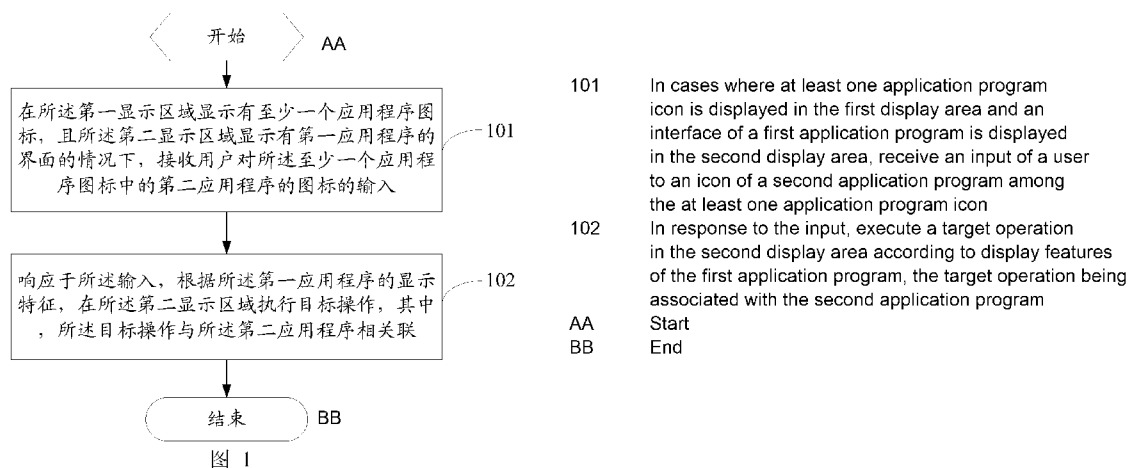 开始
AA
在所述第一显示区域显示有至少一个应用程序图
标，且所述第二显示区域显示有第一应用程序的
界面的情况下，接收用户对所述至少一个应用程
序图标中的第二应用程序的图标的输入
101
响应于所述输入，根据所述第一应用程序的显示
特征，在所述第二显示区域执行目标操作，其中
，所述目标操作与所述第二应用程序相关联
102
结束
BB
图 1
101 In cases where at least one application program
icon is displayed in the first display area and an
interface of a first application program is displayed
in the second display area, receive an input of a user
to an icon of a second application program among
the at least one application program icon
102 In response to the input, execute a target operation
in the second display area according to display features
of the first application program, the target operation being
associated with the second application program
AA Start
BB End